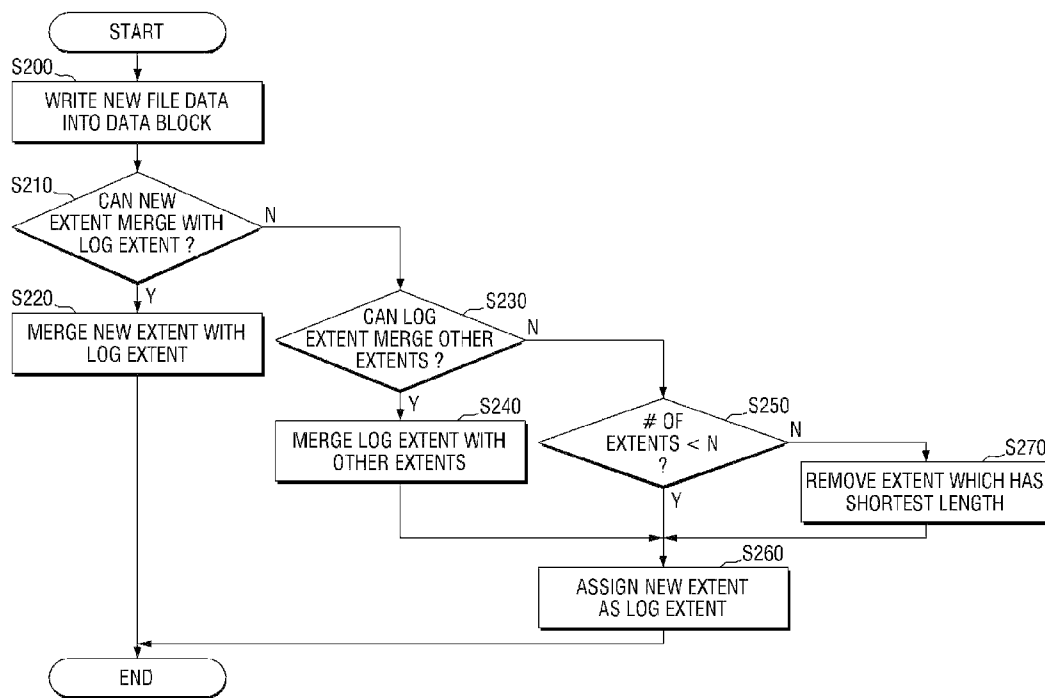 START
S200
WRITE NEW FILE DATA
INTO DATA BLOCK
S210
CAN NEW
EXTENT MERGE WITH
LOG EXTENT ?
N
Y
S220
MERGE NEW EXTENT WITH
LOG EXTENT
S230
CAN LOG
EXTENT MERGE OTHER
EXTENTS ?
N
Y
S240
MERGE LOG EXTENT WITH
OTHER EXTENTS
S250
# OF
EXTENTS < N
?
N
Y
S270
REMOVE EXTENT WHICH HAS
SHORTEST LENGTH
S260
ASSIGN NEW EXTENT
AS LOG EXTENT
END